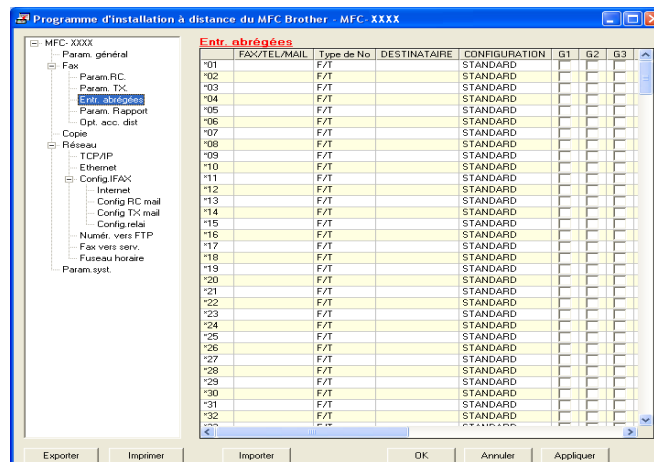 Programme d'installation à distance du MFC Brother - MFC-XXXX
MFC-XXXX
Param. général
Fax
Param.RC.
Param. TX.
Entr. abrégées
Param. Rapport
Opt. acc. dist
Copie
Réseau
TCP/IP
Ethernet
Config.IFAX
Internet
Config RC mail
Config TX mail
Config.relai
Numér. vers FTP
Fax vers serv.
Fuseau horaire
Param.syst.
Entr. abrégées
FAX/TEL/MAIL Type de No DESTINATAIRE CONFIGURATION G1 G2 G3
*01 F/T STANDARD
*02 F/T STANDARD
*03 F/T STANDARD
*04 F/T STANDARD
*05 F/T STANDARD
*06 F/T STANDARD
*07 F/T STANDARD
*08 F/T STANDARD
*09 F/T STANDARD
*10 F/T STANDARD
*11 F/T STANDARD
*12 F/T STANDARD
*13 F/T STANDARD
*14 F/T STANDARD
*15 F/T STANDARD
*16 F/T STANDARD
*17 F/T STANDARD
*18 F/T STANDARD
*19 F/T STANDARD
*20 F/T STANDARD
*21 F/T STANDARD
*22 F/T STANDARD
*23 F/T STANDARD
*24 F/T STANDARD
*25 F/T STANDARD
*26 F/T STANDARD
*27 F/T STANDARD
*28 F/T STANDARD
*29 F/T STANDARD
*30 F/T STANDARD
*31 F/T STANDARD
*32 F/T STANDARD
Exporter Imprimer Importer OK Annuler Appliquer